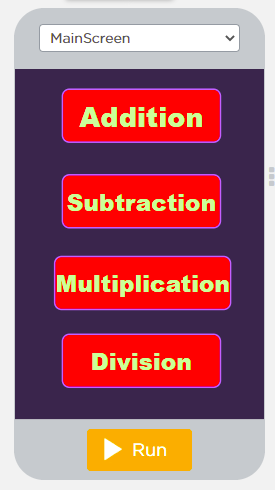 MainScreen
Addition
Subtraction
Multiplication
Division
Run